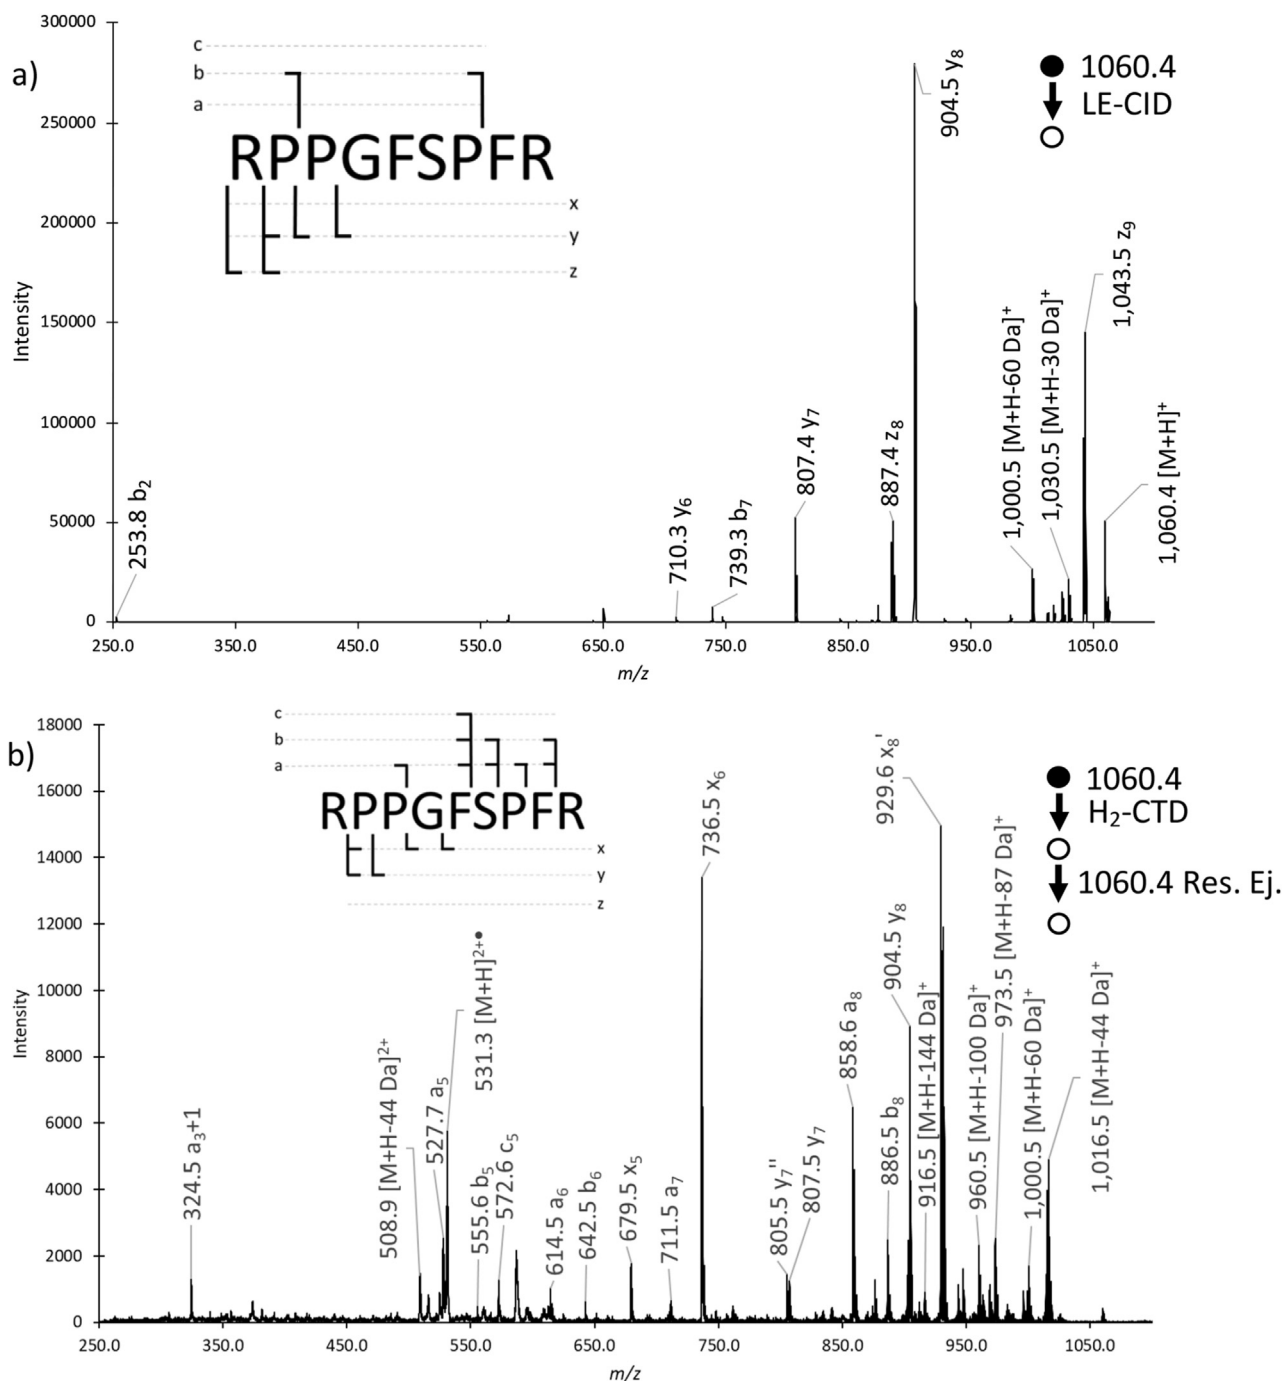 a)
Intensity
300000
250000
200000
150000
100000
50000
0
c
b
a
RPPGFSPFR
x
y
z
1060.4
LE-CID
253.8 b₂
710.3 y₆
739.3 b₇
807.4 y₇
887.4 z₈
904.5 y₈
1,000.5 [M+H-60 Da]⁺
1,030.5 [M+H-30 Da]⁺
1,043.5 z₉
1,060.4 [M+H]⁺
250.0 350.0 450.0 550.0 650.0 750.0 850.0 950.0 1050.0
m/z
b)
Intensity
18000
16000
14000
12000
10000
8000
6000
4000
2000
0
c
b
a
RPPGFSPFR
x
y
z
1060.4
H₂-CTD
1060.4 Res. Ej.
324.5 a₃+1
508.9 [M+H-44 Da]²⁺
527.7 a₅
531.3 [M+H]²⁺•
555.6 b₅
572.6 c₅
614.5 a₆
642.5 b₆
679.5 x₅
711.5 a₇
736.5 x₆
805.5 y₇"
807.5 y₇
858.6 a₈
886.5 b₈
904.5 y₈
916.5 [M+H-144 Da]⁺
929.6 x₈'
960.5 [M+H-100 Da]⁺
973.5 [M+H-87 Da]⁺
1,000.5 [M+H-60 Da]⁺
1,016.5 [M+H-44 Da]⁺
250.0 350.0 450.0 550.0 650.0 750.0 850.0 950.0 1050.0
m/z